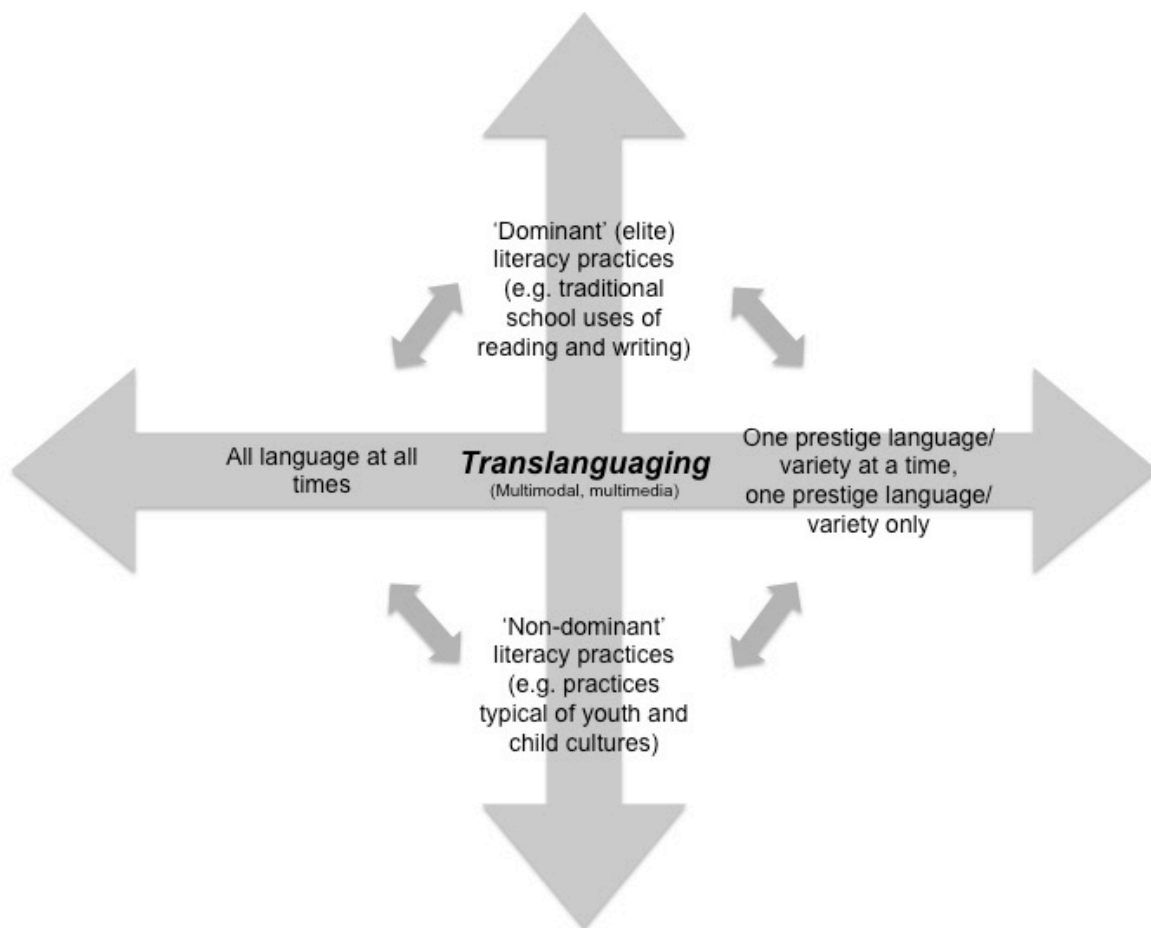 ‘Dominant’ (elite)
literacy practices
(e.g. traditional
school uses of
reading and writing)
All language at all
times
Translanguaging
(Multimodal, multimedia)
One prestige language/
variety at a time,
one prestige language/
variety only
‘Non-dominant’
literacy practices
(e.g. practices
typical of youth and
child cultures)